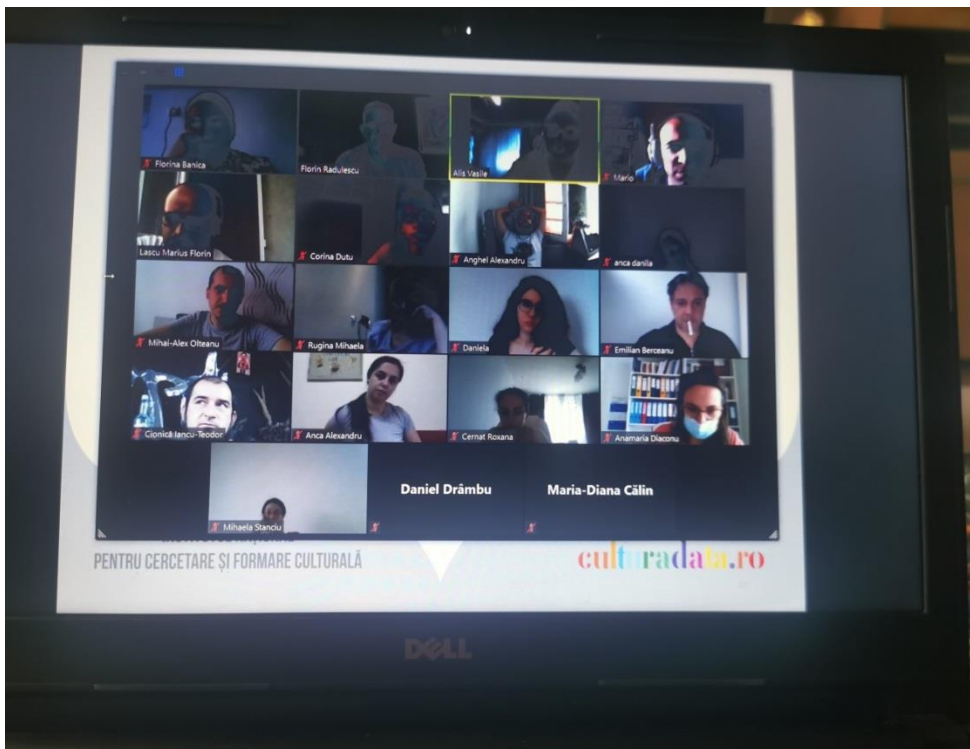 Florina Banica
Florin Radulescu
Alis Vasile
Mario
Lascu Marius Florin
Corina Dutu
Anghel Alexandru
anca danila
Mihai-Alex Olteanu
Rugina Mihaela
Daniela
Emilian Berceanu
Cionică Iancu-Teodor
Anca Alexandru
Cernat Roxana
Anamaria Diaconu
Mihaela Stanciu
Daniel Drâmbu
Maria-Diana Călin
PENTRU CERCETARE ȘI FORMARE CULTURALĂ
culturadata.ro
DELL